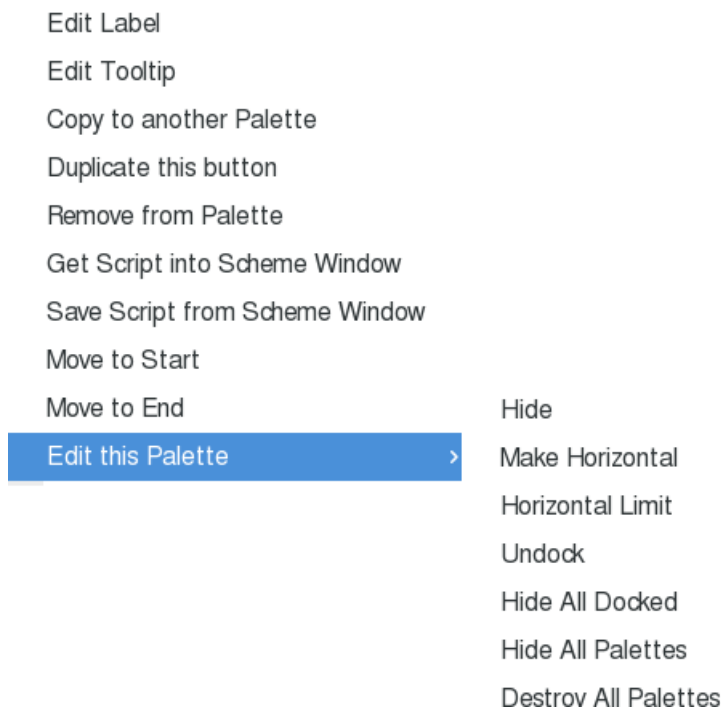 Edit Label
Edit Tooltip
Copy to another Palette
Duplicate this button
Remove from Palette
Get Script into Scheme Window
Save Script from Scheme Window
Move to Start
Move to End
Edit this Palette
Hide
Make Horizontal
Horizontal Limit
Undock
Hide All Docked
Hide All Palettes
Destroy All Palettes